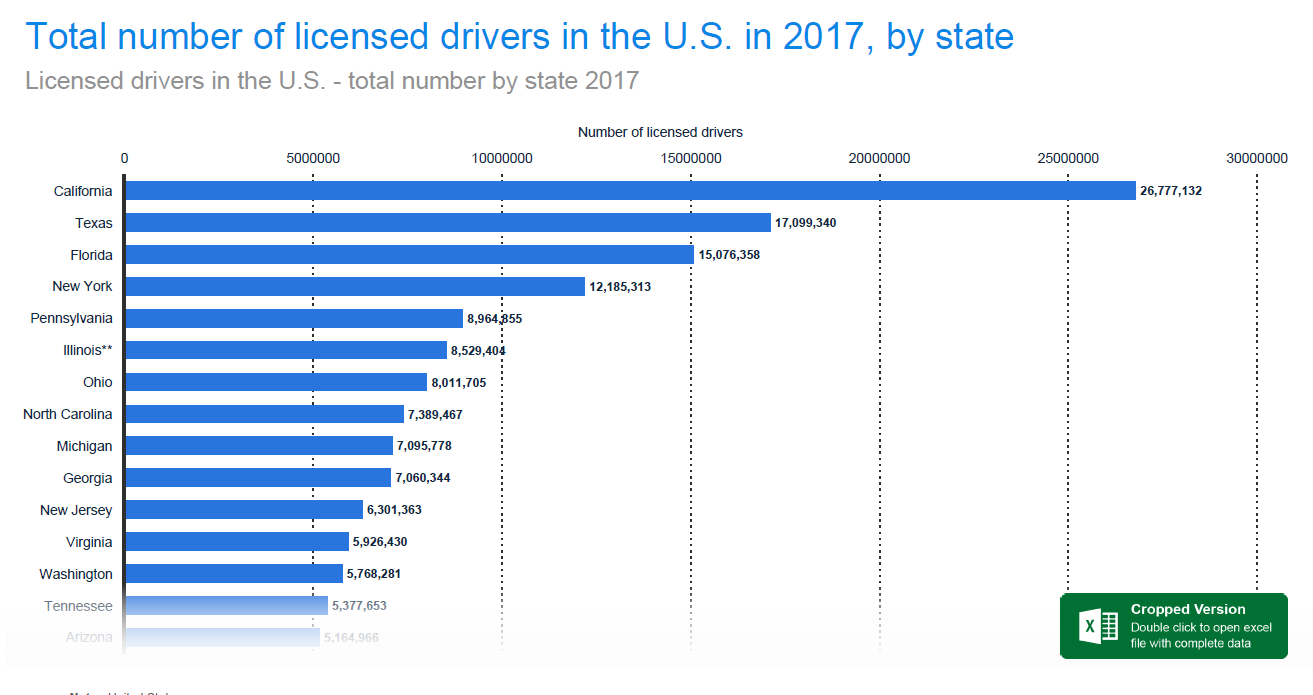 Total number of licensed drivers in the U.S. in 2017, by state
Licensed drivers in the U.S. - total number by state 2017
Number of licensed drivers
0 5000000 10000000 15000000 20000000 25000000 30000000
California 26,777,132
Texas 17,099,340
Florida 15,076,358
New York 12,185,313
Pennsylvania 8,964,855
Illinois** 8,529,404
Ohio 8,011,705
North Carolina 7,389,467
Michigan 7,095,778
Georgia 7,060,344
New Jersey 6,301,363
Virginia 5,926,430
Washington 5,768,281
Tennessee 5,377,653
Arizona 5,164,966
Cropped Version
Double click to open excel
file with complete data